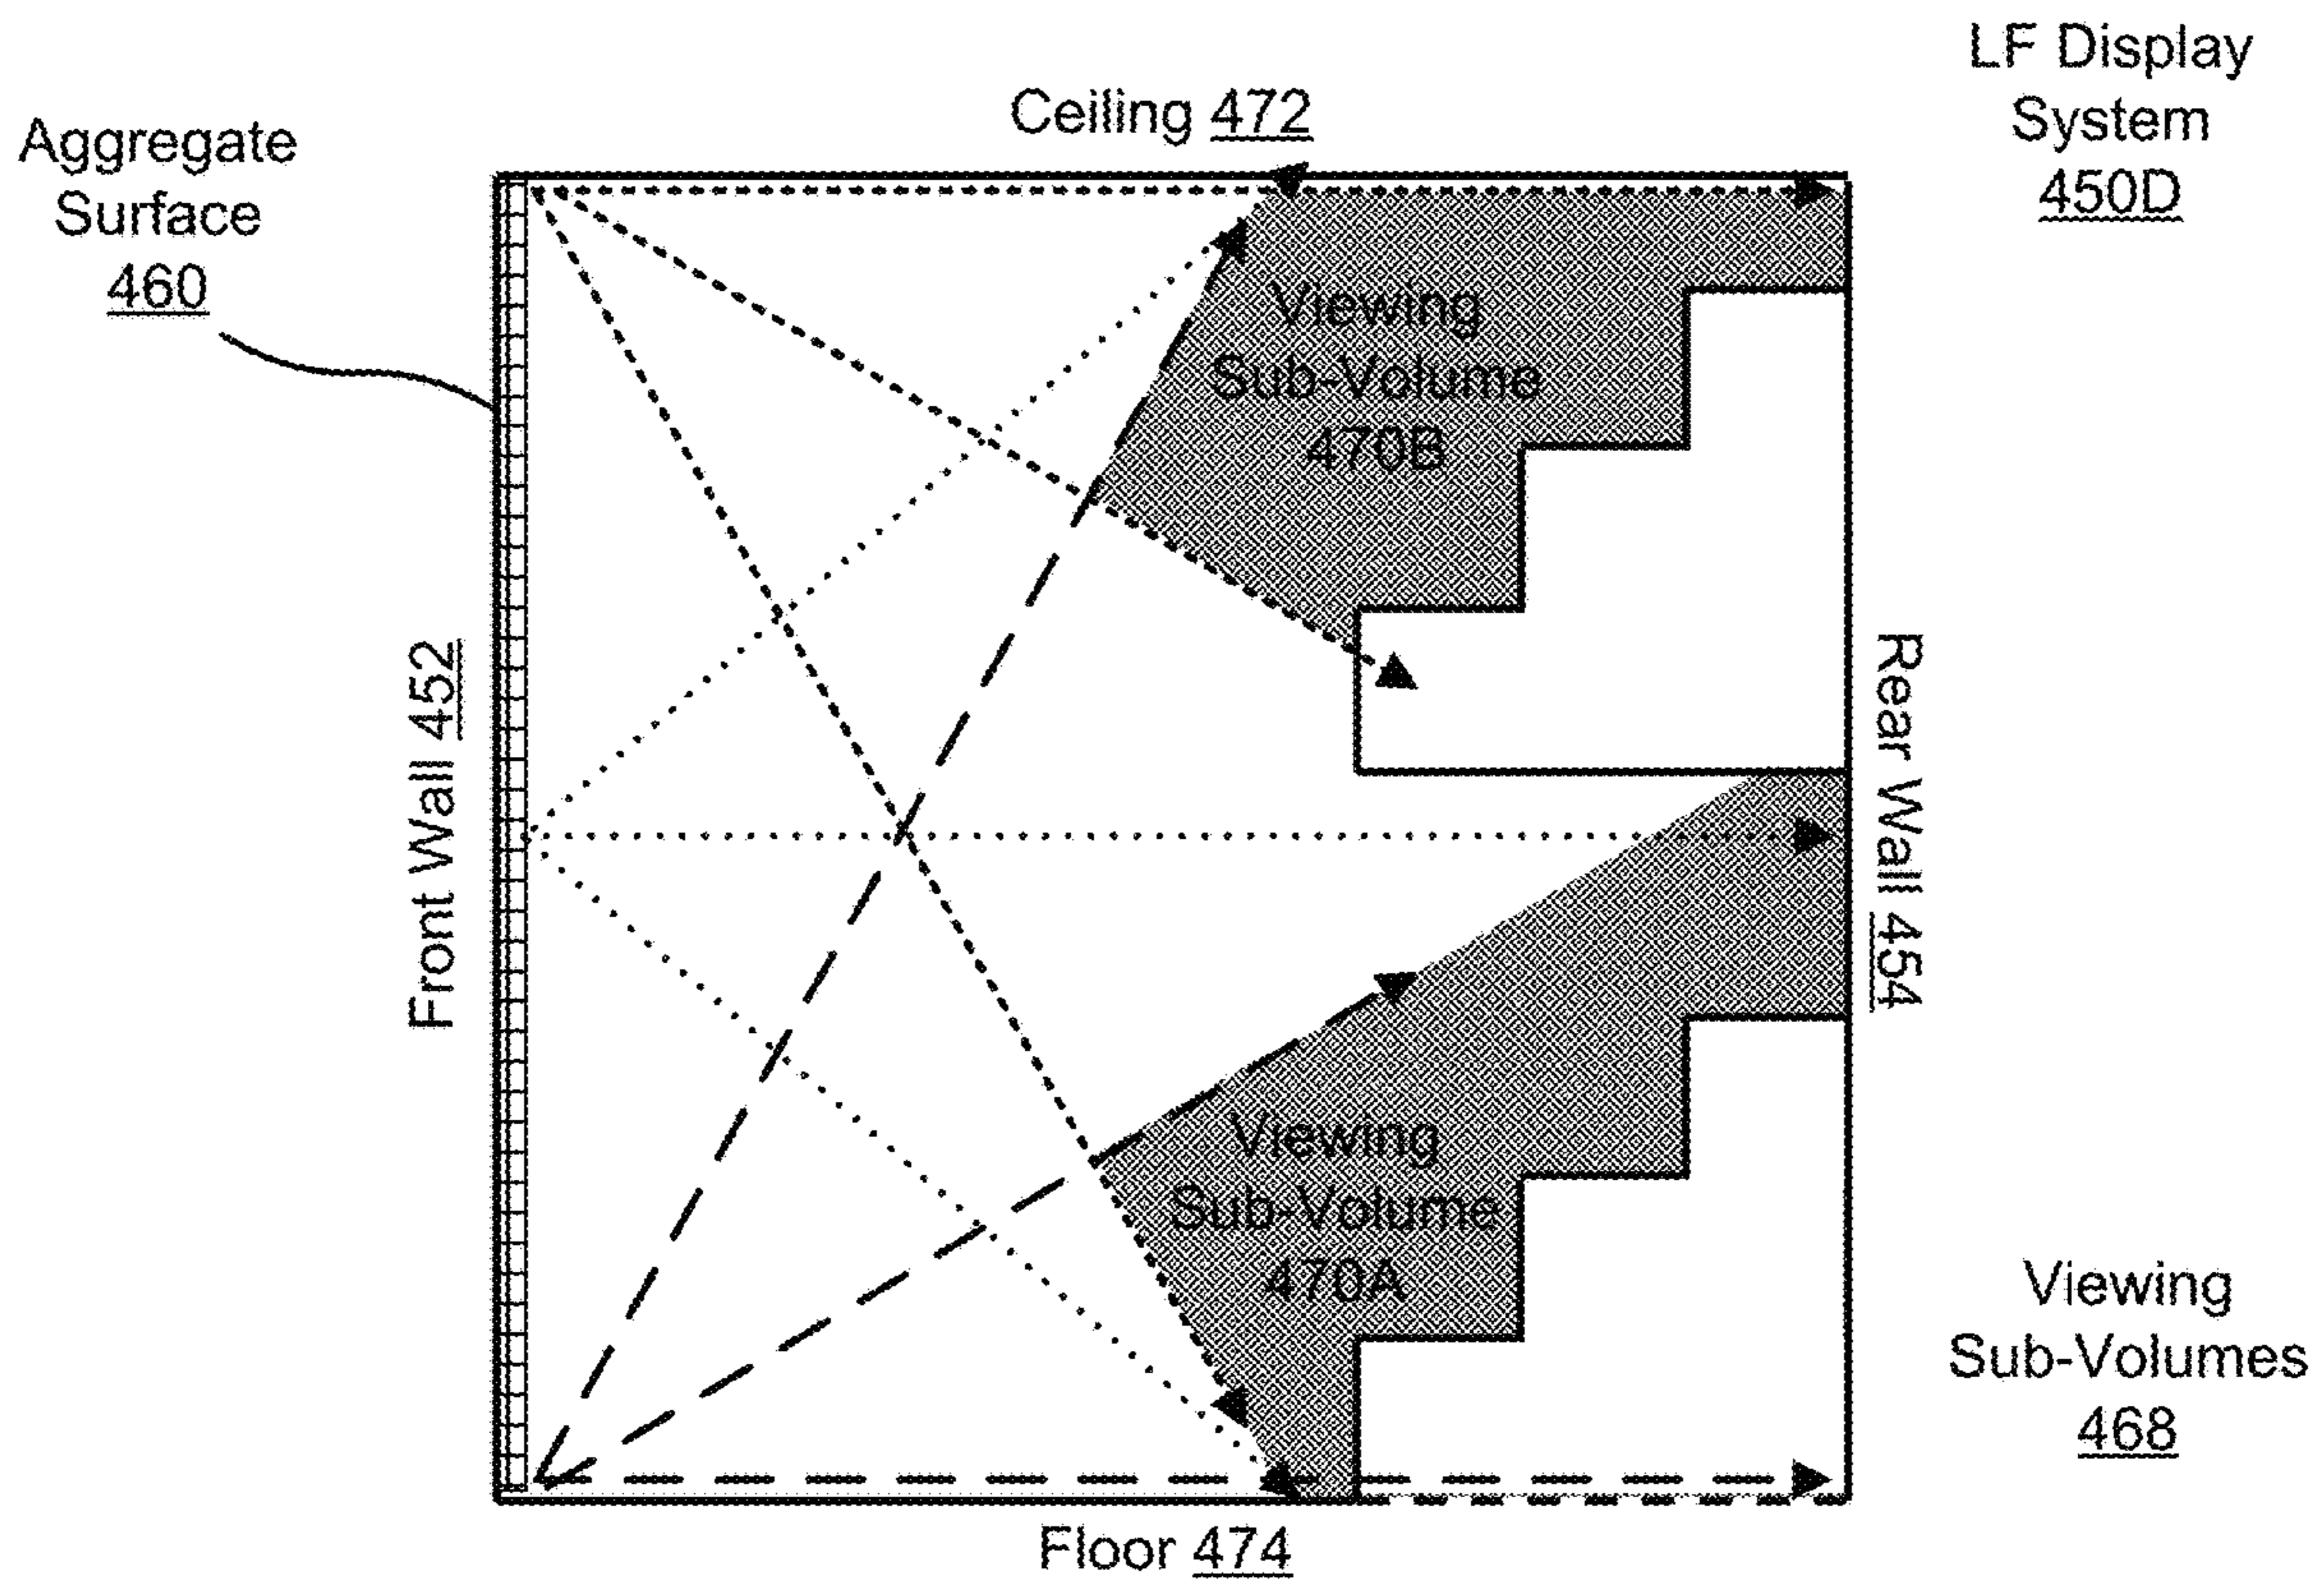 LF Display
System
450D
Ceiling 472
Aggregate
Surface
460
Viewing
Sub-Volume
470B
Front Wall 452
Rear Wall 454
Viewing
Sub-Volume
470A
Viewing
Sub-Volumes
468
Floor 474